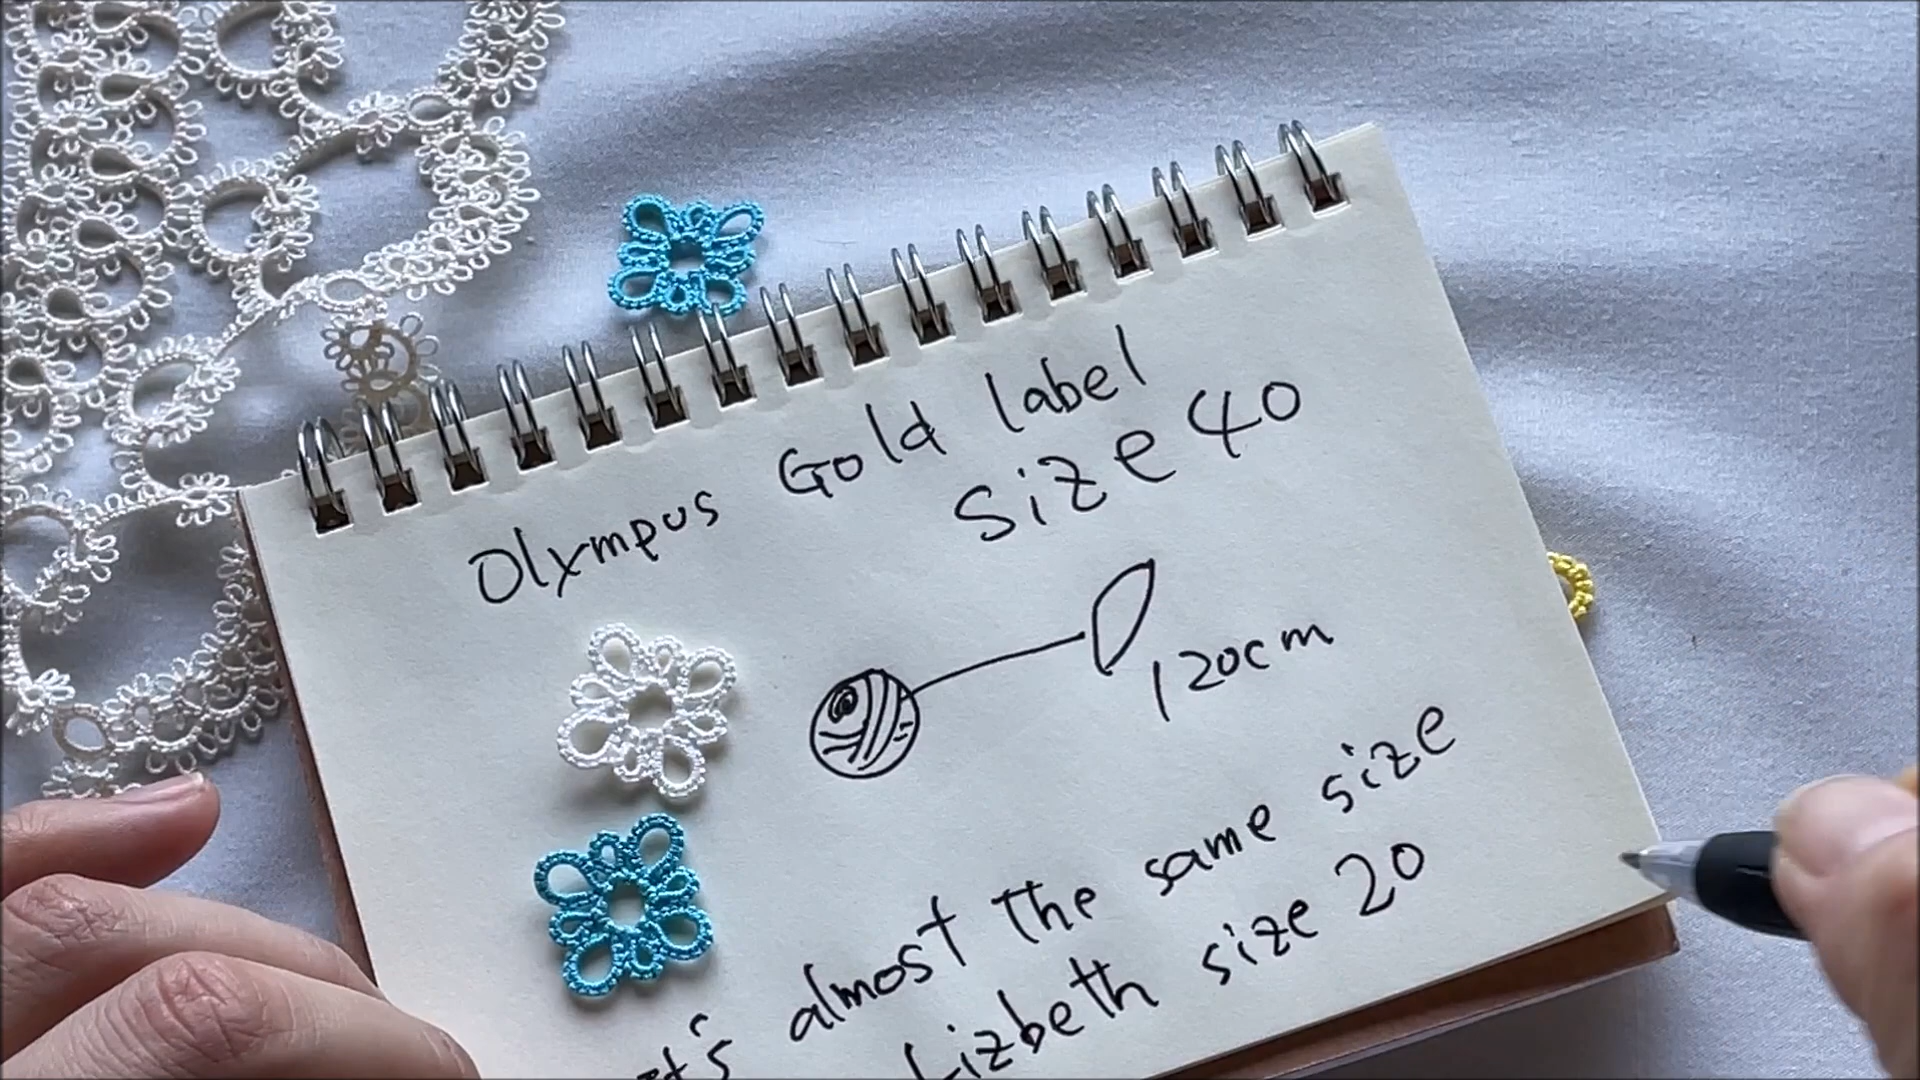 Olympus Gold label
size 40
120cm
almost the same size
Lizbeth size 20